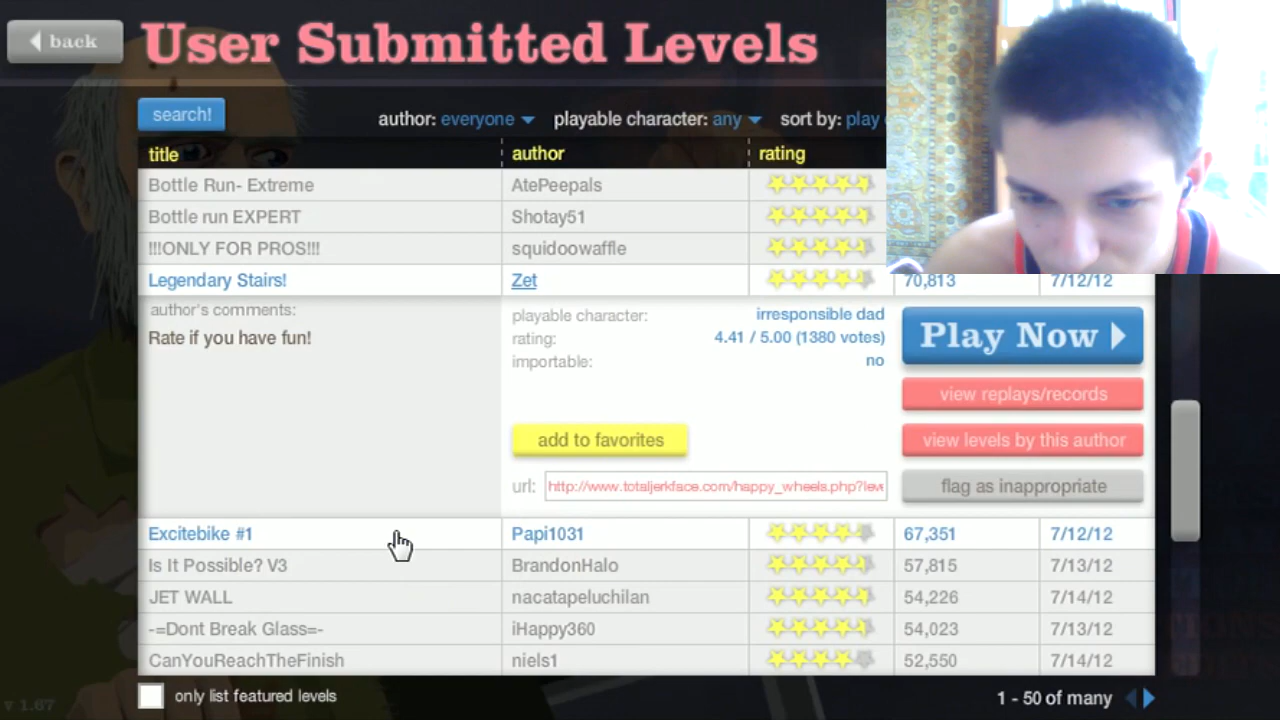 back
User Submitted Levels
search!
author: everyone playable character: any sort by: play
title author rating
Bottle Run- Extreme AtePeepals
Bottle run EXPERT Shotay51
!!!ONLY FOR PROS!!! squidoowaffle
Legendary Stairs! Zet 70,813 7/12/12
author's comments:
Rate if you have fun!
playable character: irresponsible dad
rating: 4.41 / 5.00 (1380 votes)
importable: no
Play Now
view replays/records
add to favorites
view levels by this author
url: http://www.totaljerkface.com/happy_wheels.php?leve
flag as inappropriate
Excitebike #1 Papi1031 67,351 7/12/12
Is It Possible? V3 BrandonHalo 57,815 7/13/12
JET WALL nacatapeluchilan 54,226 7/14/12
-=Dont Break Glass=- iHappy360 54,023 7/13/12
CanYouReachTheFinish niels1 52,550 7/14/12
only list featured levels 1 - 50 of many
v 1.67